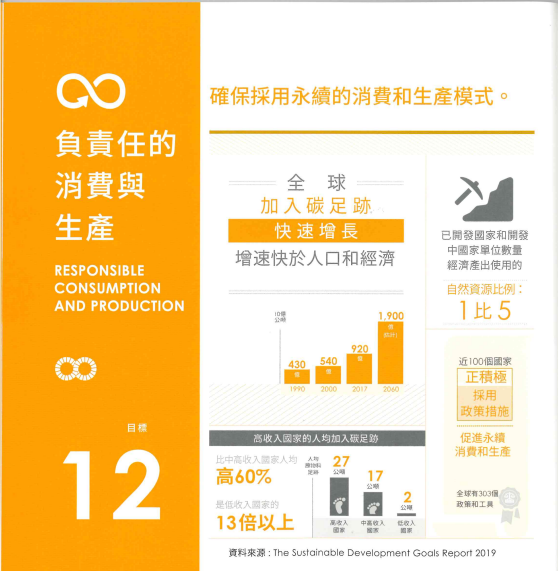 負責任的
消費與
生產
RESPONSIBLE
CONSUMPTION
AND PRODUCTION
目標
12
確保採用永續的消費和生產模式。
全 球
加入碳足跡
快速增長
增速快於人口和經濟
10億
公噸
430
億
540
億
920
億
1,900
億
(估計)
1990
2000
2017
2060
已開發國家和開發
中國家單位數量
經濟產出使用的
自然資源比例：
1比5
近100個國家
正積極
採用
政策措施
促進永續
消費和生產
全球有303個
政策和工具
高收入國家的人均加入碳足跡
比中高收入國家人均
高60%
是低收入國家的
13倍以上
人均
足跡
27
公噸
17
公噸
2
公噸
高收入
國家
中高收入
國家
低收入
國家
資料來源 : The Sustainable Development Goals Report 2019